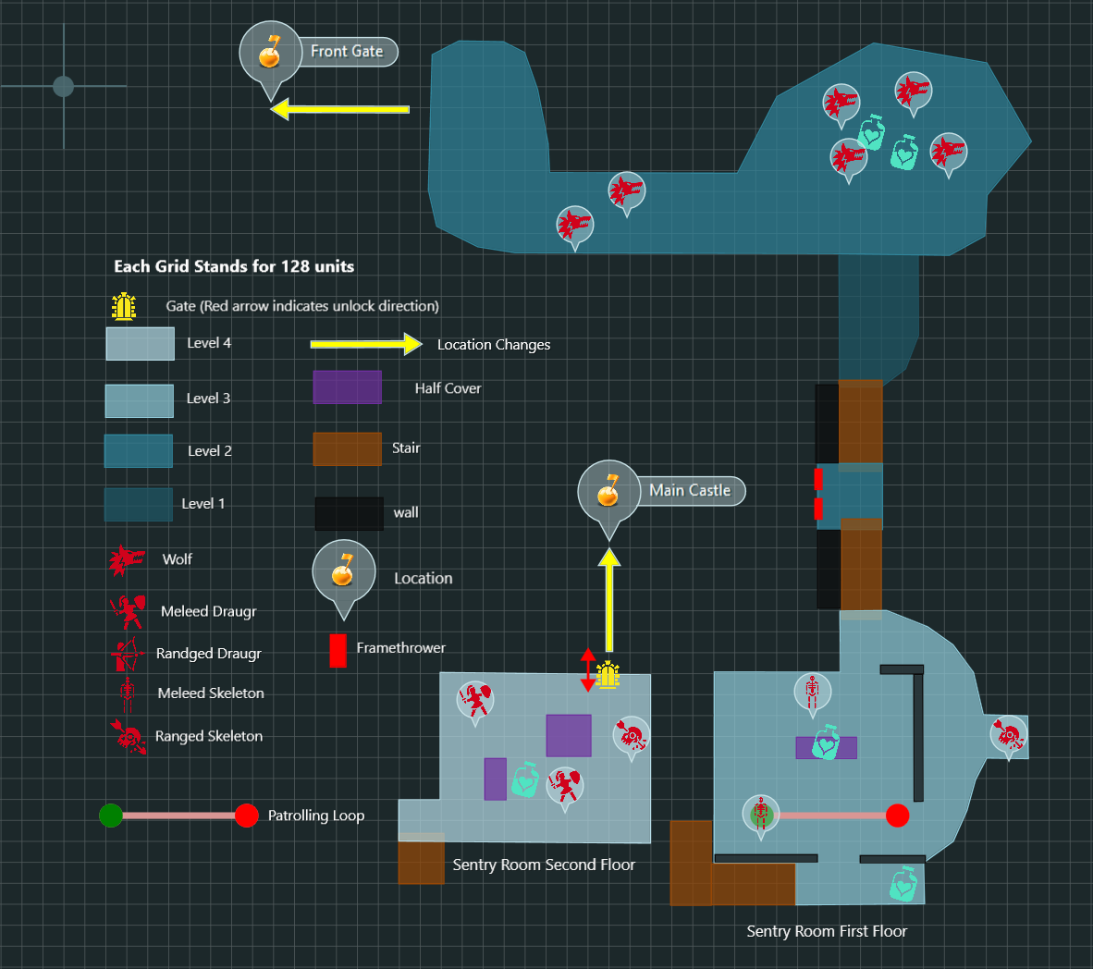 Front Gate
Each Grid Stands for 128 units
Gate (Red arrow indicates unlock direction)
Level 4
Location Changes
Level 3
Half Cover
Level 2
Stair
Level 1
wall
Main Castle
Wolf
Location
Meleed Draugr
Randged Draugr
Framethrower
Meleed Skeleton
Ranged Skeleton
Patrolling Loop
Sentry Room Second Floor
Sentry Room First Floor